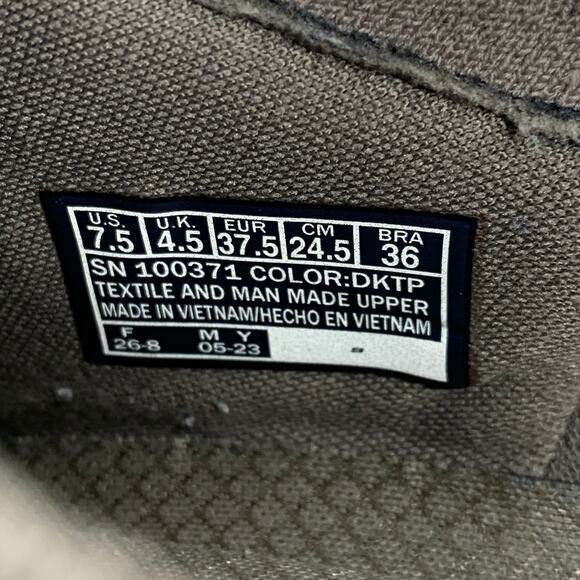 U.S. U.K. EUR CM BRA
7.5 4.5 37.5 24.5 36
SN 100371 COLOR:DKTP
TEXTILE AND MAN MADE UPPER
MADE IN VIETNAM/HECHO EN VIETNAM
F M Y
26-8 05-23